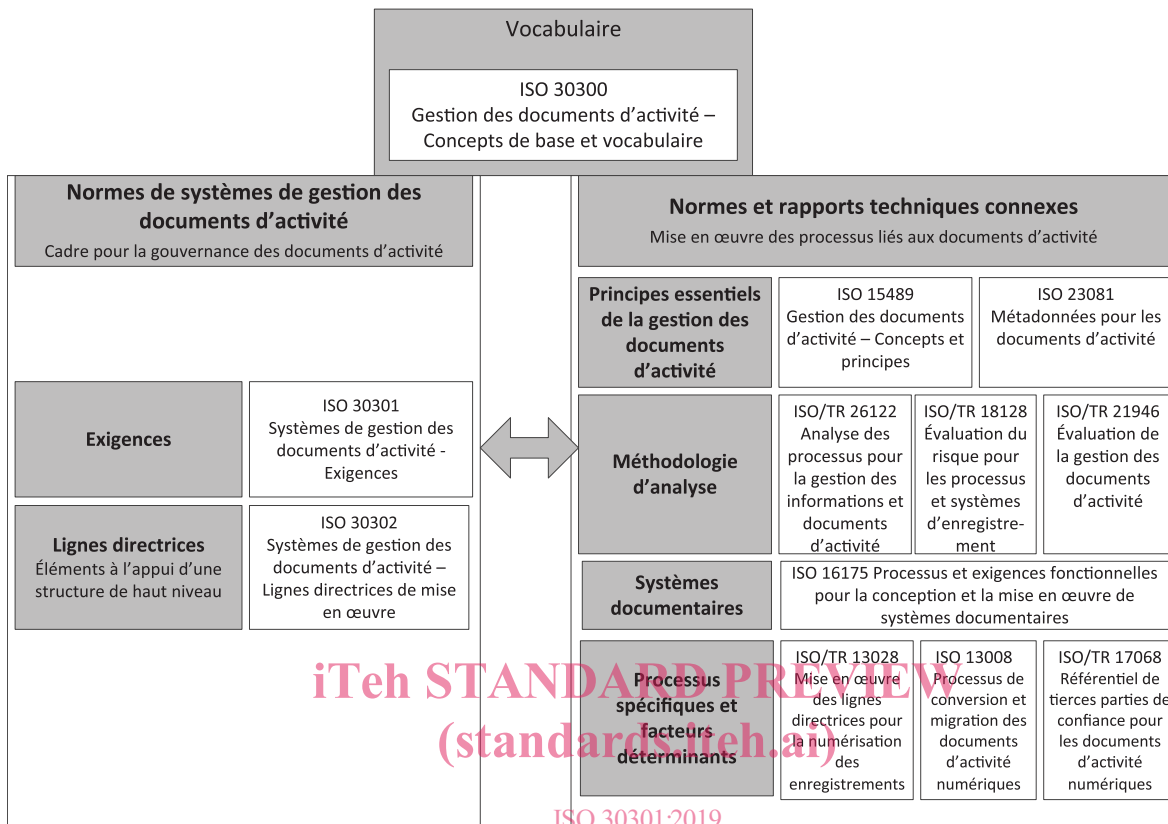 Vocabulaire
ISO 30300
Gestion des documents d’activité –
Concepts de base et vocabulaire
Normes de systèmes de gestion des
documents d’activité
Cadre pour la gouvernance des documents d’activité
Exigences
ISO 30301
Systèmes de gestion des
documents d’activité -
Exigences
Lignes directrices
Éléments à l’appui d’une
structure de haut niveau
ISO 30302
Systèmes de gestion des
documents d’activité –
Lignes directrices de mise
en œuvre
Normes et rapports techniques connexes
Mise en œuvre des processus liés aux documents d’activité
Principes essentiels
de la gestion des
documents
d’activité
ISO 15489
Gestion des documents
d’activité – Concepts et
principes
ISO 23081
Métadonnées pour les
documents d’activité
Méthodologie
d’analyse
ISO/TR 26122
Analyse des
processus pour
la gestion des
informations et
documents
d’activité
ISO/TR 18128
Évaluation du
risque pour
les processus
et systèmes
d’enregistre-
ment
ISO/TR 21946
Évaluation de
la gestion des
documents
d’activité
Systèmes
documentaires
ISO 16175 Processus et exigences fonctionnelles
pour la conception et la mise en œuvre de
systèmes documentaires
Processus
spécifiques et
facteurs
déterminants
ISO/TR 13028
Mise en œuvre
des lignes
directrices pour
la numérisation
des
enregistrements
ISO 13008
Processus de
conversion et
migration des
documents
d’activité
numériques
ISO/TR 17068
Référentiel de
tierces parties de
confiance pour
les documents
d’activité
numériques
iTeh STANDARD PREVIEW
(standards.iteh.ai)
ISO 30301:2019